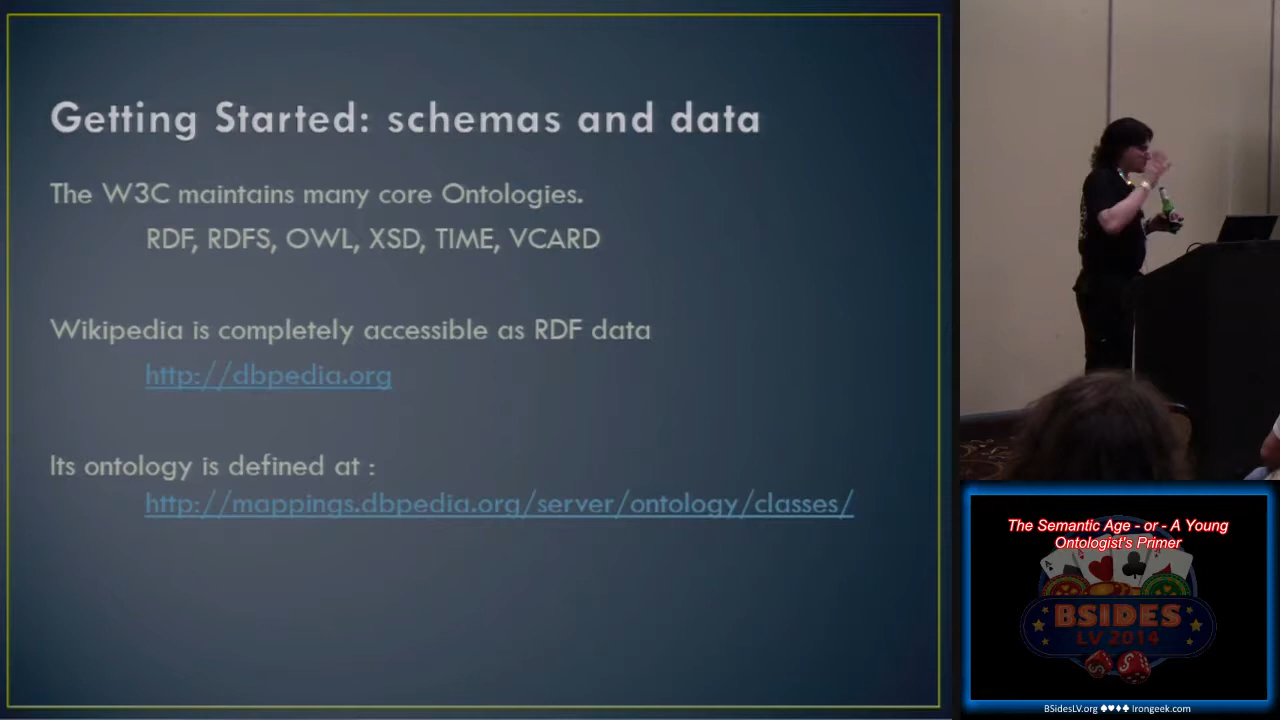 Getting Started: schemas and data
The W3C maintains many core Ontologies.
RDF, RDFS, OWL, XSD, TIME, VCARD
Wikipedia is completely accessible as RDF data
http://dbpedia.org
Its ontology is defined at :
http://mappings.dbpedia.org/server/ontology/classes/
The Semantic Age - or - A Young
Ontologist's Primer
BSIDES
LV 2014
BSidesLV.org ♠♥♦♣ Irongeek.com